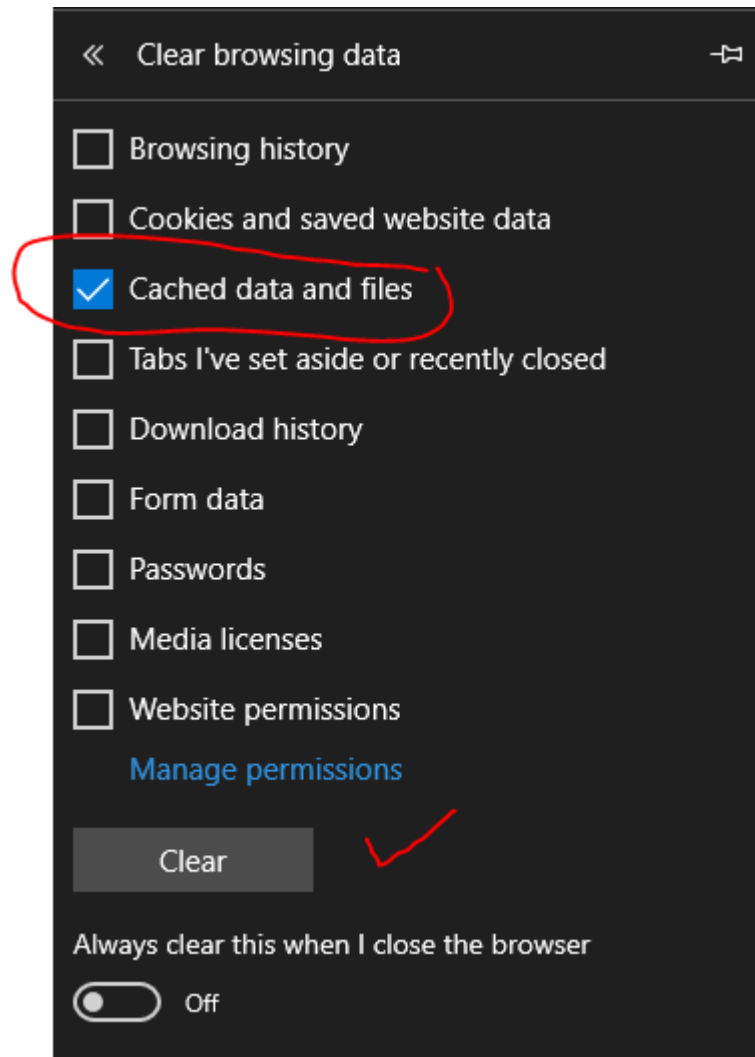 Clear browsing data
Browsing history
Cookies and saved website data
Cached data and files
Tabs I've set aside or recently closed
Download history
Form data
Passwords
Media licenses
Website permissions
Manage permissions
Clear
Always clear this when I close the browser
Off